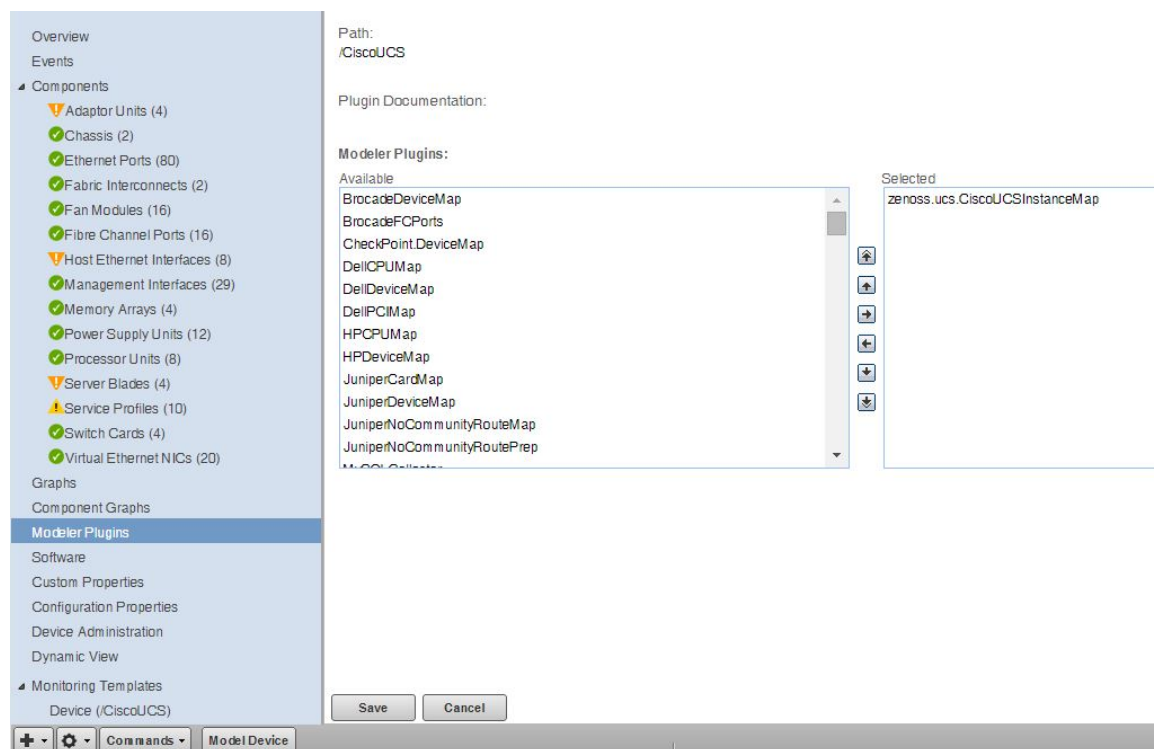 Overview
Events
Components
Adaptor Units (4)
Chassis (2)
Ethernet Ports (80)
Fabric Interconnects (2)
Fan Modules (16)
Fibre Channel Ports (16)
Host Ethernet Interfaces (8)
Management Interfaces (29)
Memory Arrays (4)
Power Supply Units (12)
Processor Units (8)
Server Blades (4)
Service Profiles (10)
Switch Cards (4)
Virtual Ethernet NICs (20)
Graphs
Component Graphs
Modeler Plugins
Software
Custom Properties
Configuration Properties
Device Administration
Dynamic View
Monitoring Templates
Device (/CiscoUCS)
Path:
/CiscoUCS
Plugin Documentation:
Modeler Plugins:
Available
BrocadeDeviceMap
BrocadeFCPorts
CheckPoint.DeviceMap
DellCPUMap
DellDeviceMap
DellPCIMap
HPCPUMap
HPDeviceMap
JuniperCardMap
JuniperDeviceMap
JuniperNoCommunityRouteMap
JuniperNoCommunityRoutePrep
Selected
zenoss.ucs.CiscoUCSInstanceMap
Save
Cancel
Commands
Model Device